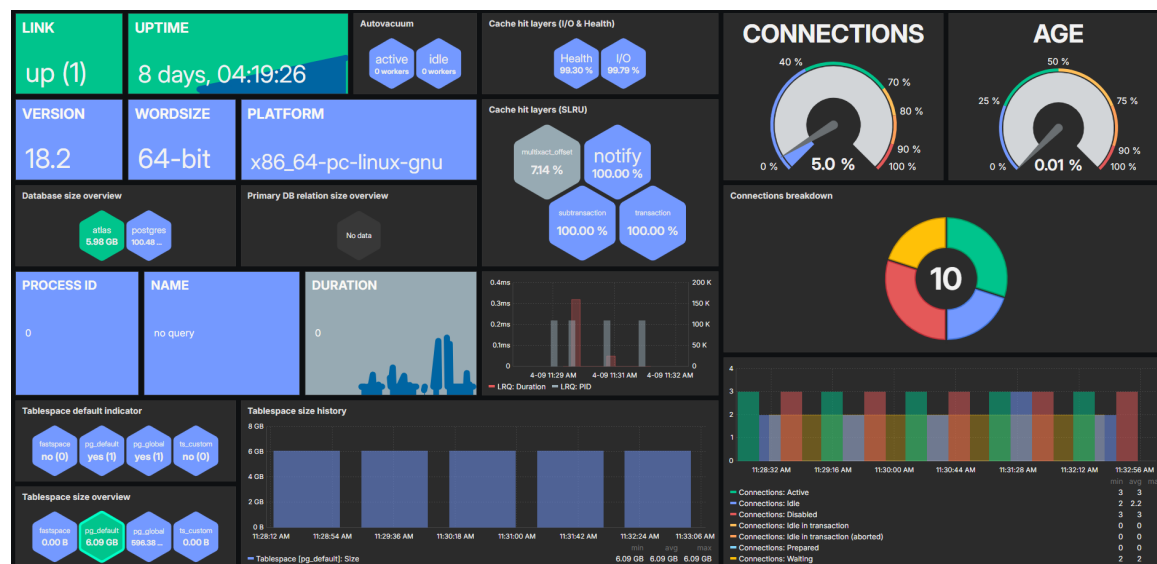 LINK
up (1)
UPTIME
8 days, 04:19:26
Autovacuum
active
0 workers
idle
0 workers
Cache hit layers (I/O & Health)
Health
99.30 %
I/O
99.79 %
CONNECTIONS
40 %
70 %
80 %
90 %
100 %
0 %
5.0 %
AGE
50 %
25 %
75 %
90 %
100 %
0 %
0.01 %
VERSION
18.2
WORDSIZE
64-bit
PLATFORM
x86_64-pc-linux-gnu
Cache hit layers (SLRU)
multixact_offset
7.14 %
notify
100.00 %
subtransaction
100.00 %
transaction
100.00 %
Database size overview
atlas
5.98 GB
postgres
100.48 ...
Primary DB relation size overview
No data
Connections breakdown
10
PROCESS ID
0
NAME
no query
DURATION
0
0.4ms
0.3ms
0.2ms
0.1ms
0
200 K
150 K
100 K
50 K
0
4-09 11:29 AM
4-09 11:31 AM
4-09 11:32 AM
LRQ: Duration
LRQ: PID
Tablespace default indicator
fastspace
no (0)
pg_default
yes (1)
pg_global
yes (1)
ts_custom
no (0)
Tablespace size overview
fastspace
0.00 B
pg_default
6.09 GB
pg_global
596.38 ...
ts_custom
0.00 B
Tablespace size history
8 GB
6 GB
4 GB
2 GB
0 B
11:28:12 AM
11:28:54 AM
11:29:36 AM
11:30:18 AM
11:31:00 AM
11:31:42 AM
11:32:24 AM
11:33:06 AM
min avg max
Tablespace [pg_default]: Size 6.09 GB 6.09 GB 6.09 GB
4
3
2
1
0
11:28:32 AM
11:29:16 AM
11:30:00 AM
11:30:44 AM
11:31:28 AM
11:32:12 AM
11:32:56 AM
min avg
Connections: Active 3 3
Connections: Idle 2 2.2
Connections: Disabled 3 3
Connections: Idle in transaction 0 0
Connections: Idle in transaction (aborted) 0 0
Connections: Prepared 0 0
Connections: Waiting 2 2